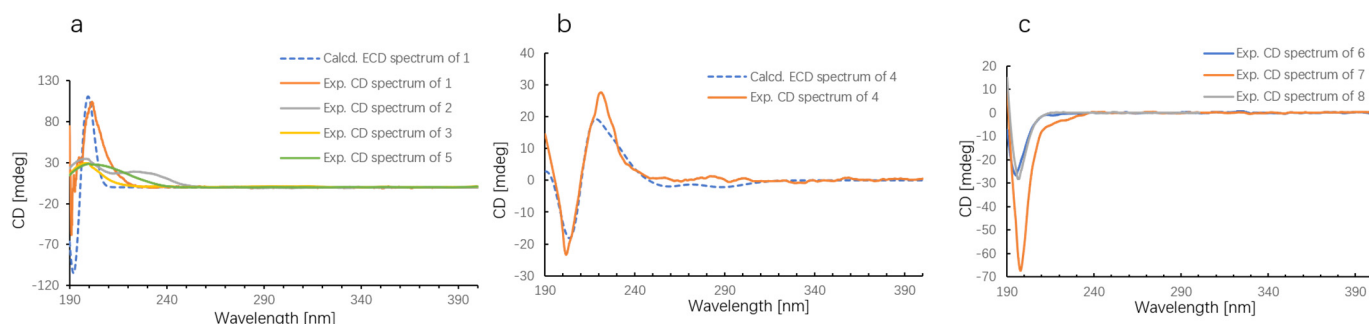 a
Calcd. ECD spectrum of 1
Exp. CD spectrum of 1
Exp. CD spectrum of 2
Exp. CD spectrum of 3
Exp. CD spectrum of 5
CD [mdeg]
130
80
30
-20
-70
-120
190
240
290
340
390
Wavelength [nm]
b
Calcd. ECD spectrum of 4
Exp. CD spectrum of 4
CD [mdeg]
40
30
20
10
0
-10
-20
-30
190
240
290
340
390
Wavelength [nm]
c
Exp. CD spectrum of 6
Exp. CD spectrum of 7
Exp. CD spectrum of 8
CD [mdeg]
20
10
0
-10
-20
-30
-40
-50
-60
-70
190
240
290
340
390
Wavelength [nm]